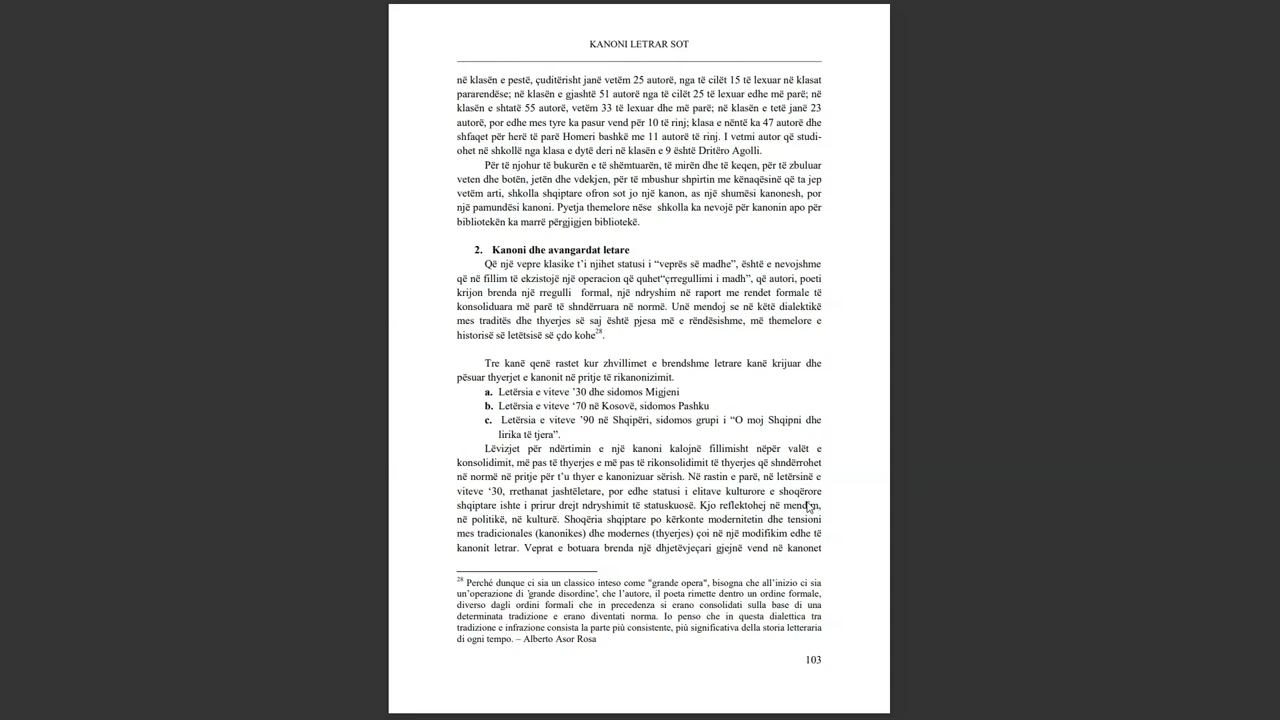 KANONI LETRAR SOT
në klasën e pestë, çuditërisht janë vetëm 25 autorë, nga të cilët 15 të lexuar në klasat
pararendëse; në klasën e gjashtë 51 autorë nga të cilët 25 të lexuar edhe më parë; në
klasën e shtatë 55 autorë, vetëm 33 të lexuar dhe më parë; në klasën e tetë janë 23
autorë, por edhe mes tyre ka pasur vend për 10 të rinj; klasa e nëntë ka 47 autorë dhe
shfaqet për herë të parë Homeri bashkë me 11 autorë të rinj. I vetmi autor që studi-
ohet në shkollë nga klasa e dytë deri në klasën e 9 është Dritëro Agolli.
Për të njohur të bukurën e të shëmtuarën, të mirën dhe të keqen, për të zbuluar
veten dhe botën, jetën dhe vdekjen, për të mbushur shpirtin me kënaqësinë që ta jep
vetëm arti, shkolla shqiptare ofron sot jo një kanon, as një shumësi kanonesh, por
një pamundësi kanoni. Pyetja themelore nëse shkolla ka nevojë për kanonin apo për
bibliotekën ka marrë përgjigjen bibliotekë.
2. Kanoni dhe avangardat letare
Që një vepre klasike t’i njihet statusi i “veprës së madhe”, është e nevojshme
që në fillim të ekzistojë një operacion që quhet“çrregullimi i madh”, që autori, poeti
krijon brenda një rregulli formal, një ndryshim në raport me rendet formale të
konsoliduara më parë të shndërruara në normë. Unë mendoj se në këtë dialektikë
mes traditës dhe thyerjes së saj është pjesa më e rëndësishme, më themelore e
historisë së letëtsisë së çdo kohe28.
Tre kanë qenë rastet kur zhvillimet e brendshme letrare kanë krijuar dhe
pësuar thyerjet e kanonit në pritje të rikanonizimit.
a. Letërsia e viteve ’30 dhe sidomos Migjeni
b. Letërsia e viteve ‘70 në Kosovë, sidomos Pashku
c. Letërsia e viteve ’90 në Shqipëri, sidomos grupi i “O moj Shqipni dhe
lirika të tjera”.
Lëvizjet për ndërtimin e një kanoni kalojnë fillimisht nëpër valët e
konsolidimit, më pas të thyerjes e më pas të rikonsolidimit të thyerjes që shndërrohet
në normë në pritje për t’u thyer e kanonizuar sërish. Në rastin e parë, në letërsinë e
viteve ‘30, rrethanat jashtëletare, por edhe statusi i elitave kulturore e shoqërore
shqiptare ishte i prirur drejt ndryshimit të statuskuosë. Kjo reflektohej në mendim,
në politikë, në kulturë. Shoqëria shqiptare po kërkonte modernitetin dhe tensioni
mes tradicionales (kanonikes) dhe modernes (thyerjes) çoi në një modifikim edhe të
kanonit letrar. Veprat e botuara brenda një dhjetëvjeçari gjejnë vend në kanonet
28 Perché dunque ci sia un classico inteso come "grande opera", bisogna che all’inizio ci sia
un’operazione di 'grande disordine', che l’autore, il poeta rimette dentro un ordine formale,
diverso dagli ordini formali che in precedenza si erano consolidati sulla base di una
determinata tradizione e erano diventati norma. Io penso che in questa dialettica tra
tradizione e infrazione consista la parte più consistente, più significativa della storia letteraria
di ogni tempo. – Alberto Asor Rosa
103